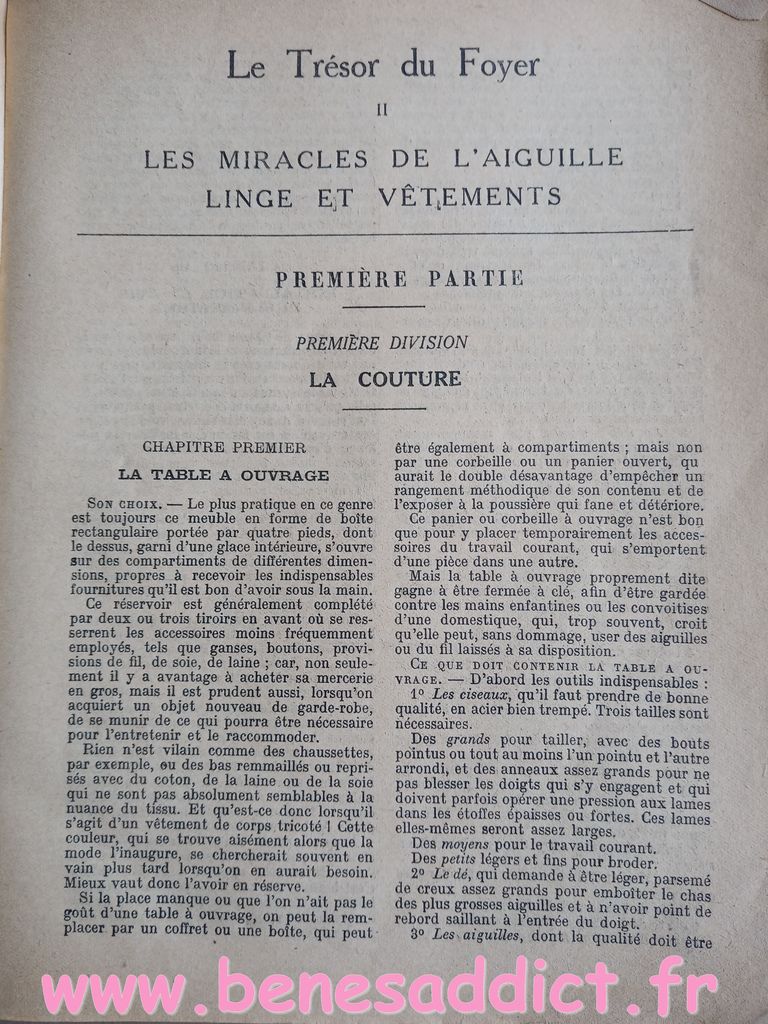 Le Trésor du Foyer
II
LES MIRACLES DE L'AIGUILLE
LINGE ET VÊTEMENTS
PREMIÈRE PARTIE
PREMIÈRE DIVISION
LA COUTURE
CHAPITRE PREMIER
LA TABLE A OUVRAGE
SON CHOIX. — Le plus pratique en ce genre
est toujours ce meuble en forme de boîte
rectangulaire portée par quatre pieds, dont
le dessus, garni d'une glace intérieure, s'ouvre
sur des compartiments de différentes dimen-
sions, propres à recevoir les indispensables
fournitures qu'il est bon d'avoir sous la main.
Ce réservoir est généralement complété
par deux ou trois tiroirs en avant où se res-
serrent les accessoires moins fréquemment
employés, tels que ganses, boutons, provi-
sions de fil, de soie, de laine ; car, non seule-
ment il y a avantage à acheter sa mercerie
en gros, mais il est prudent aussi, lorsqu'on
acquiert un objet nouveau de garde-robe,
de se munir de ce qui pourra être nécessaire
pour l'entretenir et le raccommoder.
Rien n'est vilain comme des chaussettes,
par exemple, ou des bas remmaillés ou repri-
sés avec du coton, de la laine ou de la soie
qui ne sont pas absolument semblables à la
nuance du tissu. Et qu'est-ce donc lorsqu'il
s'agit d'un vêtement de corps tricoté ! Cette
couleur, qui se trouve aisément alors que la
mode l'inaugure, se chercherait souvent en
vain plus tard lorsqu'on en aurait besoin.
Mieux vaut donc l'avoir en réserve.
Si la place manque ou que l'on n'ait pas le
goût d'une table à ouvrage, on peut la rem-
placer par un coffret ou une boîte, qui peut
être également à compartiments ; mais non
par une corbeille ou un panier ouvert, qu
aurait le double désavantage d'empêcher un
rangement méthodique de son contenu et de
l'exposer à la poussière qui fane et détériore.
Ce panier ou corbeille à ouvrage n'est bon
que pour y placer temporairement les acces-
soires du travail courant, qui s'emportent
d'une pièce dans une autre.
Mais la table à ouvrage proprement dite
gagne à être fermée à clé, afin d'être gardée
contre les mains enfantines ou les convoitises
d'une domestique, qui, trop souvent, croit
qu'elle peut, sans dommage, user des aiguilles
ou du fil laissés à sa disposition.
CE QUE DOIT CONTENIR LA TABLE A OU-
VRAGE. — D'abord les outils indispensables :
1º Les ciseaux, qu'il faut prendre de bonne
qualité, en acier bien trempé. Trois tailles sont
nécessaires.
Des grands pour tailler, avec des bouts
pointus ou tout au moins l'un pointu et l'autre
arrondi, et des anneaux assez grands pour ne
pas blesser les doigts qui s'y engagent et qui
doivent parfois opérer une pression aux lames
dans les étoffes épaisses ou fortes. Ces lames
elles-mêmes seront assez larges.
Des moyens pour le travail courant.
Des petits légers et fins pour broder.
2º Le dé, qui demande à être léger, parsemé
de creux assez grands pour emboîter le chas
des plus grosses aiguilles et à n'avoir point de
rebord saillant à l'entrée du doigt.
3º Les aiguilles, dont la qualité doit être
www.benesaddict.fr